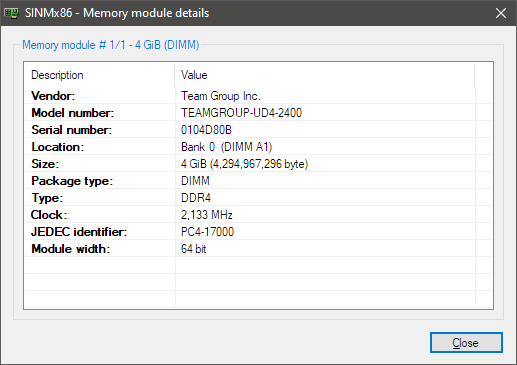 SINMx86 - Memory module details
Memory module # 1/1 - 4 GiB (DIMM)
Description Value
Vendor: Team Group Inc.
Model number: TEAMGROUP-UD4-2400
Serial number: 0104D80B
Location: Bank 0 (DIMM A1)
Size: 4 GiB (4,294,967,296 byte)
Package type: DIMM
Type: DDR4
Clock: 2,133 MHz
JEDEC identifier: PC4-17000
Module width: 64 bit
Close